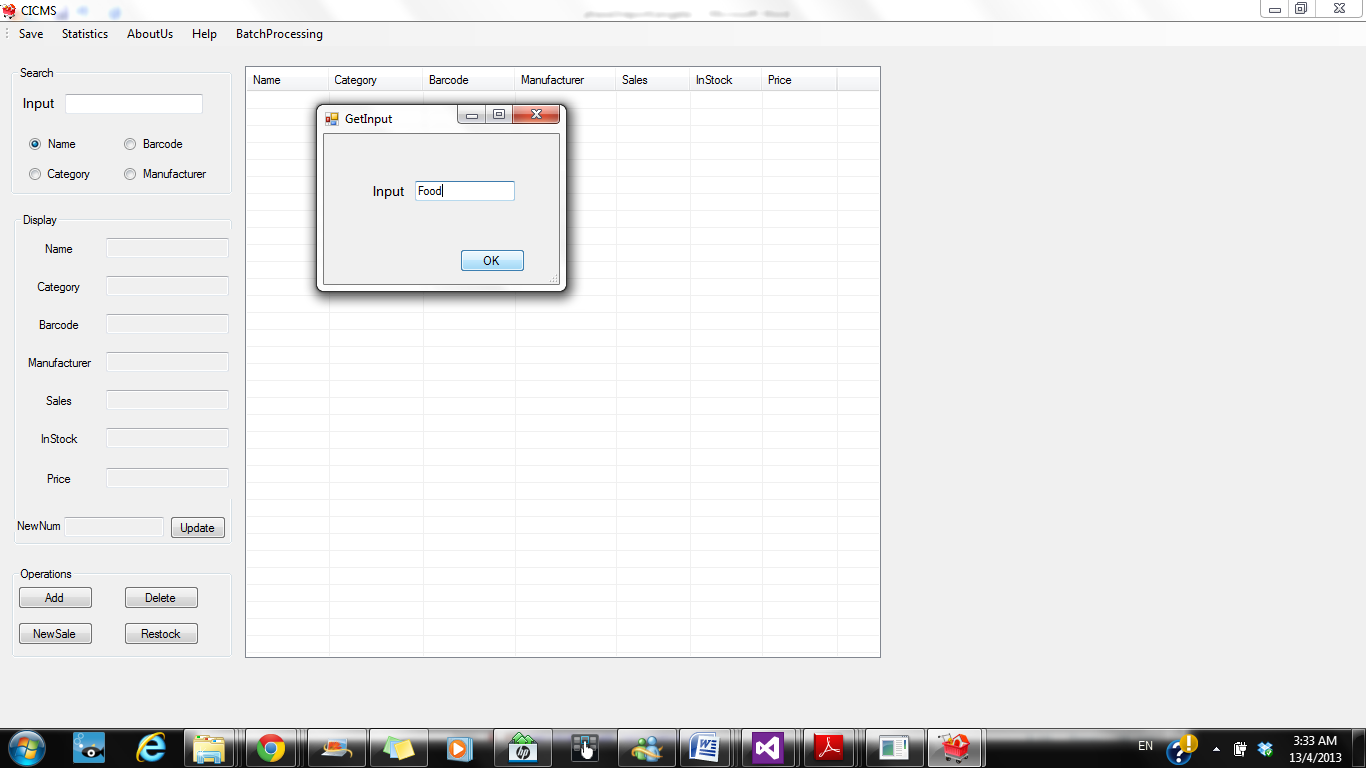 CICMS
Save Statistics AboutUs Help BatchProcessing
Search
Input
Name Barcode
Category Manufacturer
Display
Name
Category
Barcode
Manufacturer
Sales
InStock
Price
NewNum Update
Operations
Add Delete
NewSale Restock
Name Category Barcode Manufacturer Sales InStock Price
GetInput
Input Food
OK
EN
3:33 AM
13/4/2013